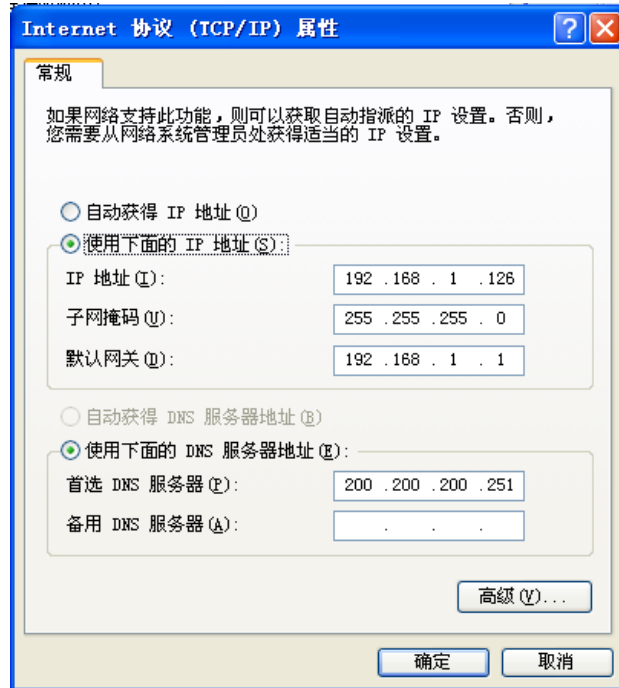 Internet 协议 (TCP/IP) 属性
常规
如果网络支持此功能，则可以获取自动指派的 IP 设置。否则，
您需要从网络系统管理员处获得适当的 IP 设置。
自动获得 IP 地址(O)
使用下面的 IP 地址(S):
IP 地址(I): 192 .168 . 1 .126
子网掩码(U): 255 .255 .255 . 0
默认网关(D): 192 .168 . 1 . 1
自动获得 DNS 服务器地址(B)
使用下面的 DNS 服务器地址(E):
首选 DNS 服务器(P): 200 .200 .200 .251
备用 DNS 服务器(A): . . .
高级(V)...
确定 取消